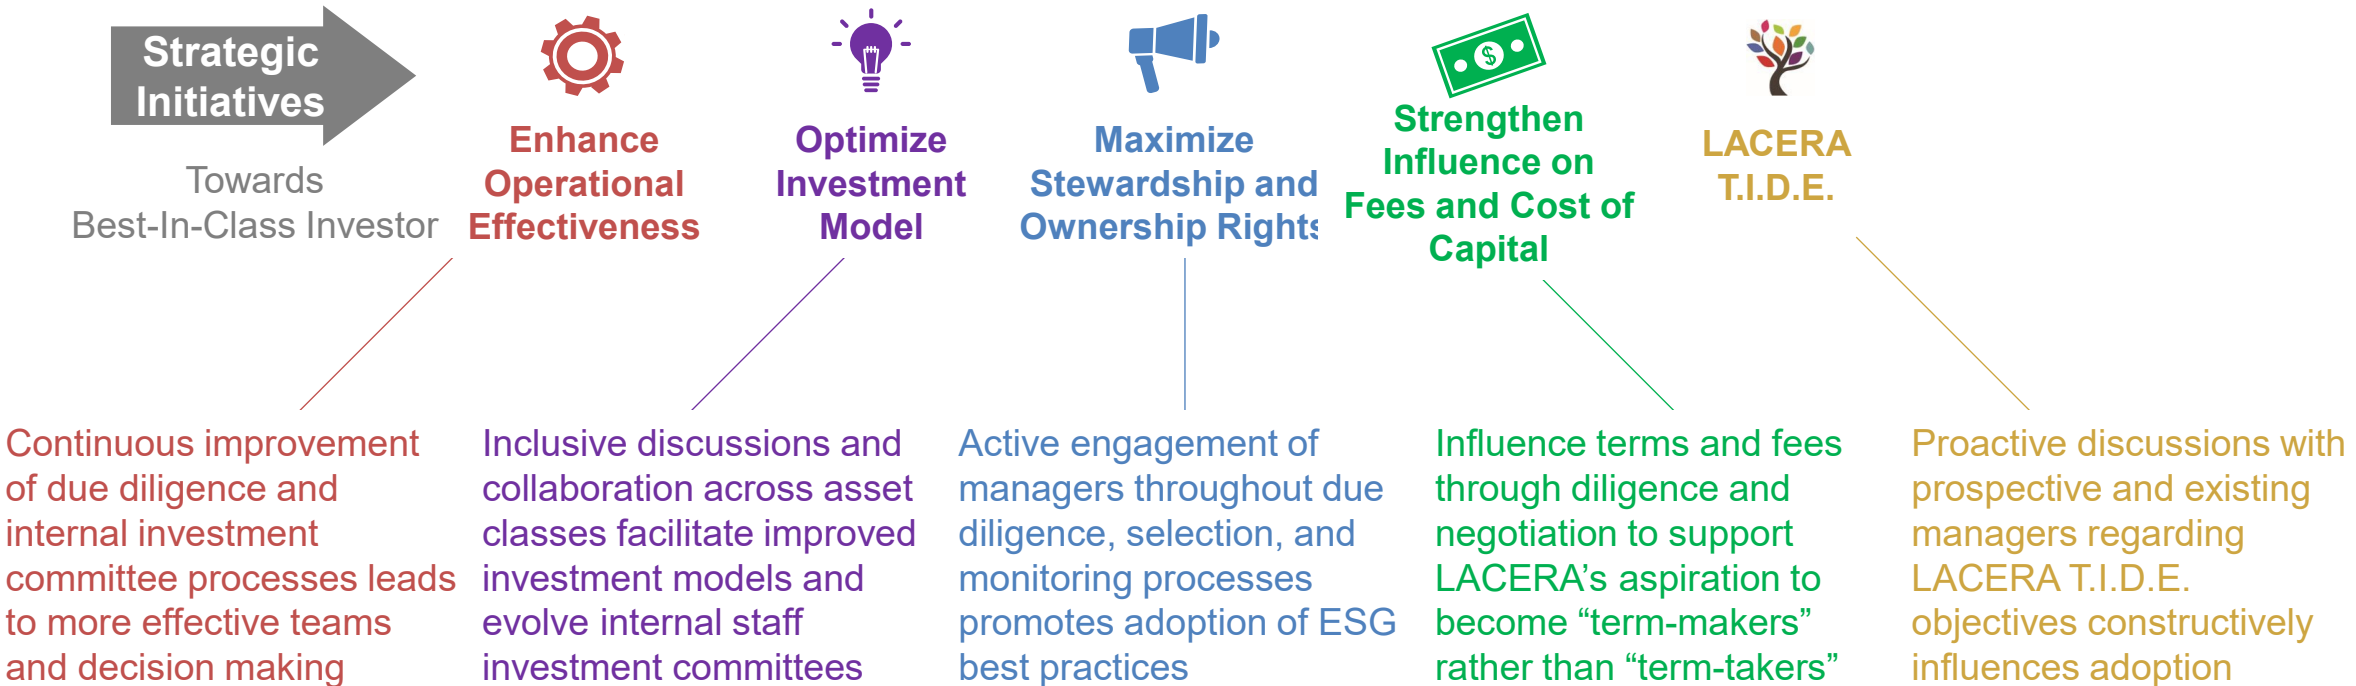 Strategic
Initiatives
Towards
Best-In-Class Investor
Enhance
Operational
Effectiveness
Optimize
Investment
Model
Maximize
Stewardship and
Ownership Rights
$
Strengthen
Influence on
Fees and Cost of
Capital
LACERA
T.I.D.E.
Continuous improvement
of due diligence and
internal investment
committee processes leads
to more effective teams
and decision making
Inclusive discussions and
collaboration across asset
classes facilitate improved
investment models and
evolve internal staff
investment committees
Active engagement of
managers throughout due
diligence, selection, and
monitoring processes
promotes adoption of ESG
best practices
Influence terms and fees
through diligence and
negotiation to support
LACERA’s aspiration to
become “term-makers”
rather than “term-takers”
Proactive discussions with
prospective and existing
managers regarding
LACERA T.I.D.E.
objectives constructively
influences adoption